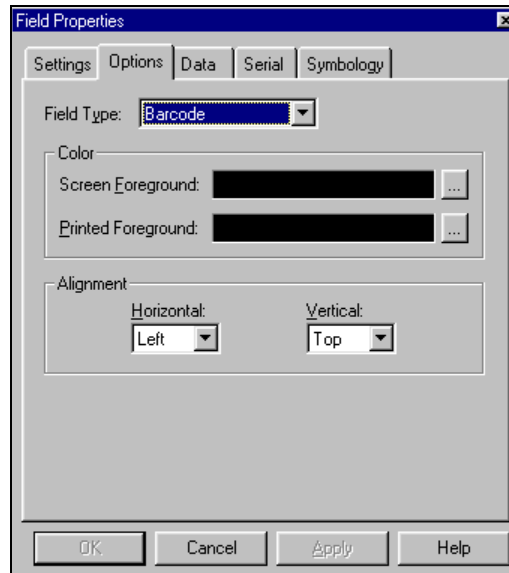 Field Properties
Settings Options Data Serial Symbology
Field Type: Barcode
Color
Screen Foreground: ...
Printed Foreground: ...
Alignment
Horizontal: Vertical:
Left Top
OK Cancel Apply Help